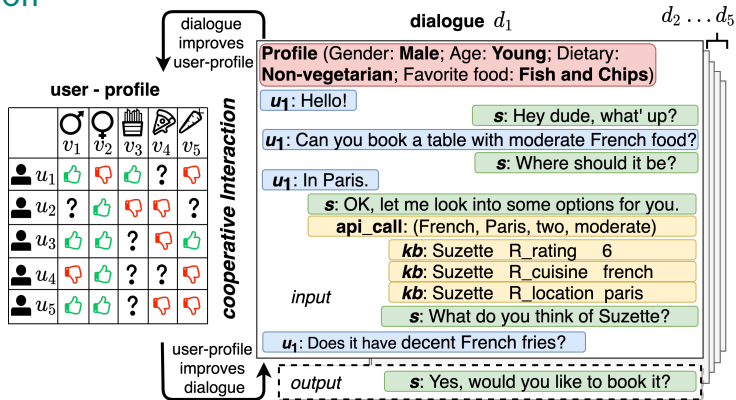 on
dialogue d1
d2 ... d5
dialogue
improves
user-profile
user - profile
v1 v2 v3 v4 v5
u1 ?
u2 ? ?
u3 ?
u4 ? ?
u5 ?
cooperative Interaction
Profile (Gender: Male; Age: Young; Dietary:
Non-vegetarian; Favorite food: Fish and Chips)
u1: Hello!
s: Hey dude, what' up?
u1: Can you book a table with moderate French food?
s: Where should it be?
u1: In Paris.
s: OK, let me look into some options for you.
api_call: (French, Paris, two, moderate)
kb: Suzette R_rating 6
kb: Suzette R_cuisine french
kb: Suzette R_location paris
input
s: What do you think of Suzette?
u1: Does it have decent French fries?
user-profile
improves
dialogue
output
s: Yes, would you like to book it?